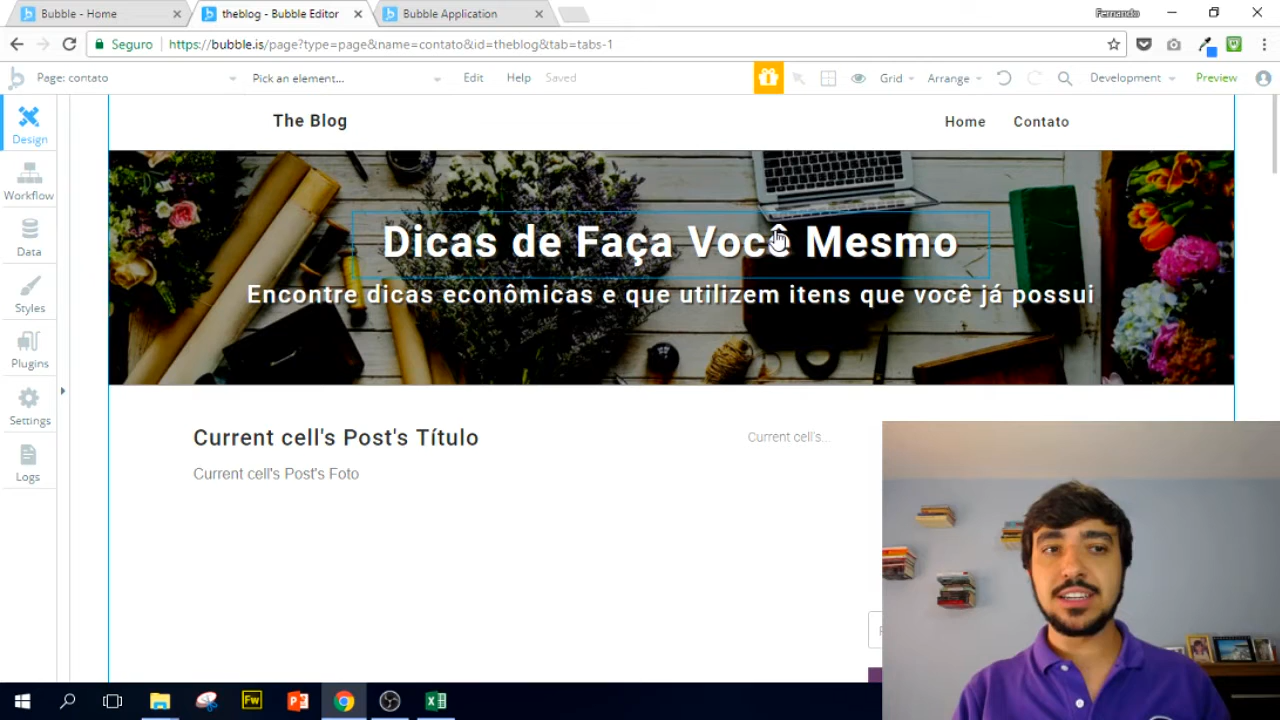 Bubble - Home
theblog - Bubble Editor
Bubble Application
Fernando
Seguro
https://bubble.is/page?type=page&name=contato&id=theblog&tab=tabs-1
Page: contato
Pick an element...
Edit
Help
Saved
Grid
Arrange
Development
Preview
Design
Workflow
Data
Styles
Plugins
Settings
Logs
The Blog
Home
Contato
Dicas de Faça Você Mesmo
Encontre dicas econômicas e que utilizem itens que você já possui
Current cell's Post's Título
Current cell's...
Current cell's Post's Foto
Fw